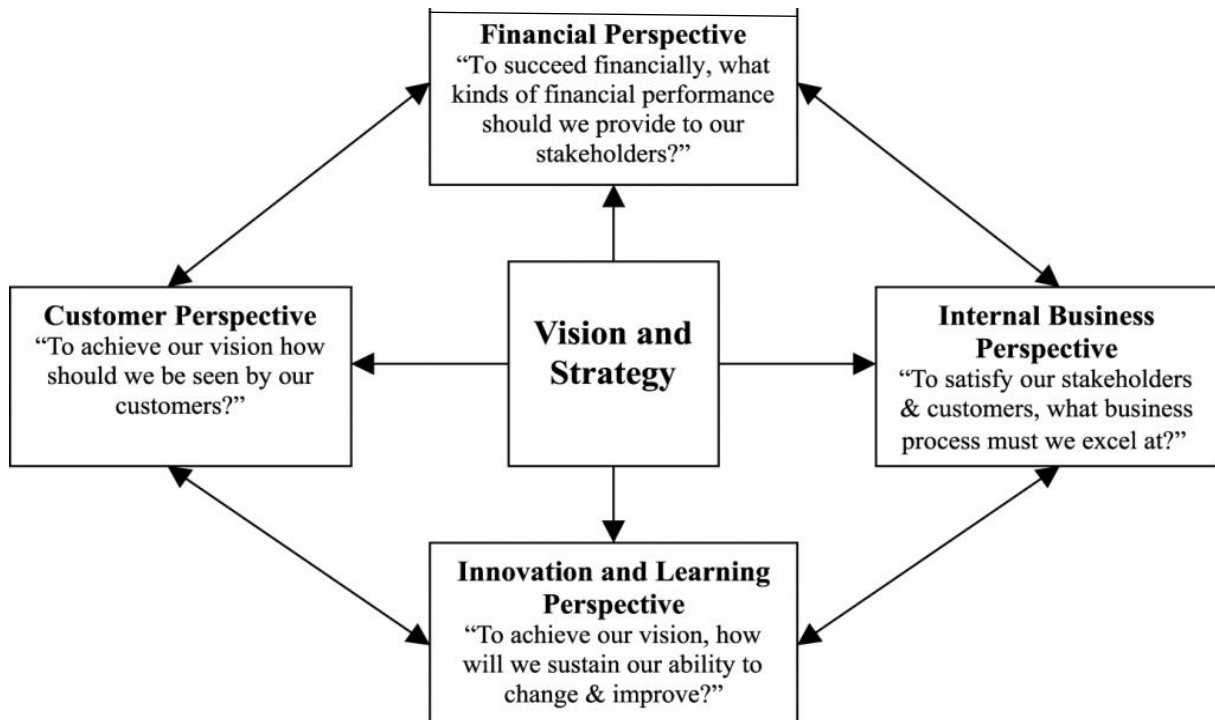 Financial Perspective
“To succeed financially, what
kinds of financial performance
should we provide to our
stakeholders?”
Customer Perspective
“To achieve our vision how
should we be seen by our
customers?”
Vision and
Strategy
Internal Business
Perspective
“To satisfy our stakeholders
& customers, what business
process must we excel at?”
Innovation and Learning
Perspective
“To achieve our vision, how
will we sustain our ability to
change & improve?”